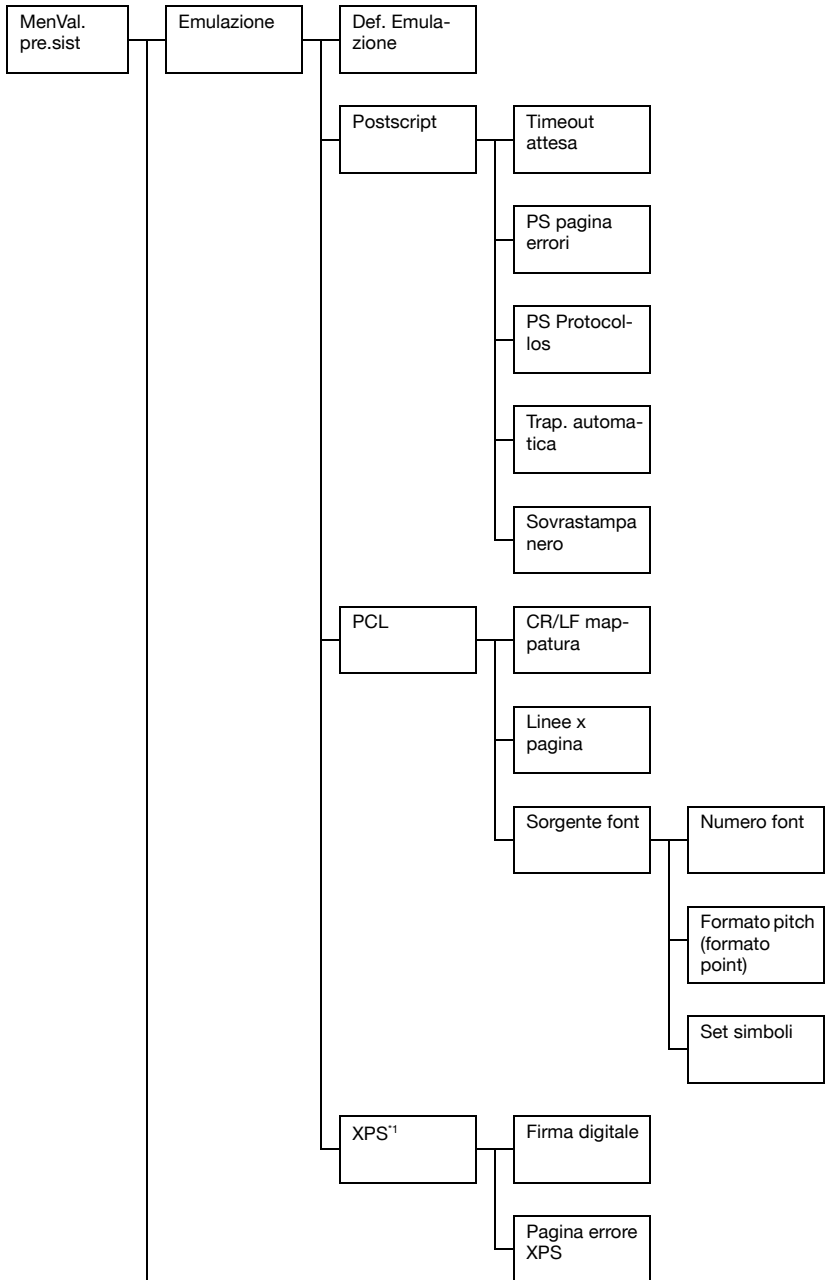 MenVal.
pre.sist
Emulazione
Def. Emula-
zione
Postscript
Timeout
attesa
PS pagina
errori
PS Protocol-
los
Trap. automa-
tica
Sovrastampa
nero
PCL
CR/LF map-
patura
Linee x
pagina
Sorgente font
Numero font
Formato pitch
(formato
point)
Set simboli
XPS*1
Firma digitale
Pagina errore
XPS